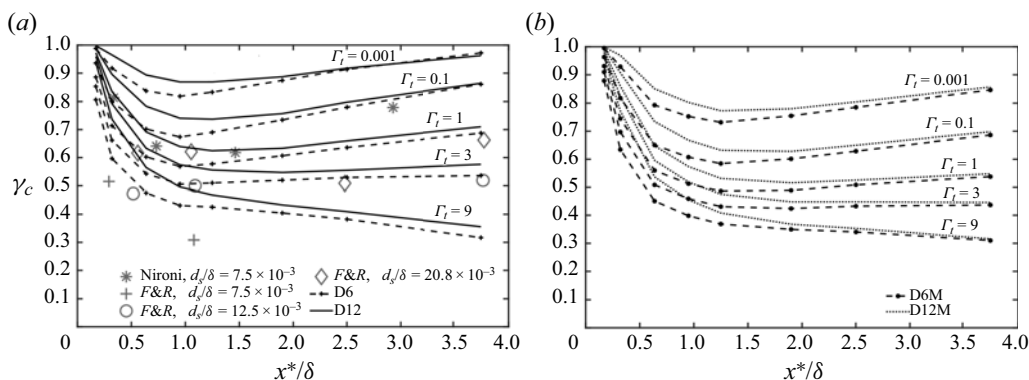 (a)
(b)
1.0
0.9
0.8
0.7
0.6
0.5
0.4
0.3
0.2
0.1
γc
Γt = 0.001
Γt = 0.1
Γt = 1
Γt = 3
Γt = 9
Nironi, ds/δ = 7.5 × 10–3
F&R, ds/δ = 7.5 × 10–3
F&R, ds/δ = 12.5 × 10–3
F&R, ds/δ = 20.8 × 10–3
D6
D12
0 0.5 1.0 1.5 2.0 2.5 3.0 3.5 4.0
x*/δ
1.0
0.9
0.8
0.7
0.6
0.5
0.4
0.3
0.2
0.1
Γt = 0.001
Γt = 0.1
Γt = 1
Γt = 3
Γt = 9
D6M
D12M
0 0.5 1.0 1.5 2.0 2.5 3.0 3.5 4.0
x*/δ